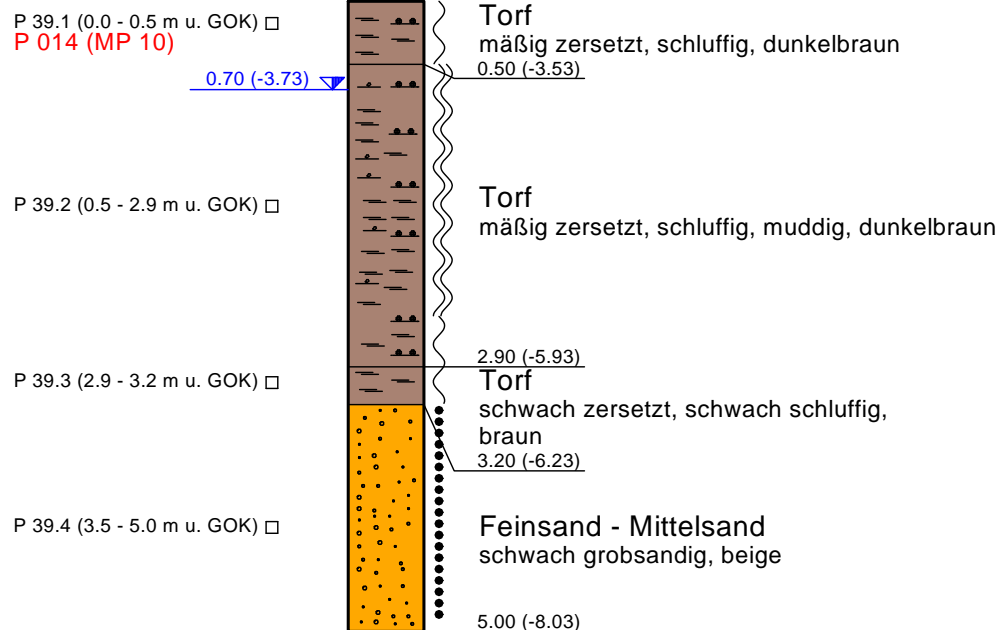 P 39.1 (0.0 - 0.5 m u. GOK)
P 014 (MP 10)
Torf
mäßig zersetzt, schluffig, dunkelbraun
0.50 (-3.53)
0.70 (-3.73)
P 39.2 (0.5 - 2.9 m u. GOK)
Torf
mäßig zersetzt, schluffig, muddig, dunkelbraun
2.90 (-5.93)
P 39.3 (2.9 - 3.2 m u. GOK)
Torf
schwach zersetzt, schwach schluffig,
braun
3.20 (-6.23)
P 39.4 (3.5 - 5.0 m u. GOK)
Feinsand - Mittelsand
schwach grobsandig, beige
5.00 (-8.03)